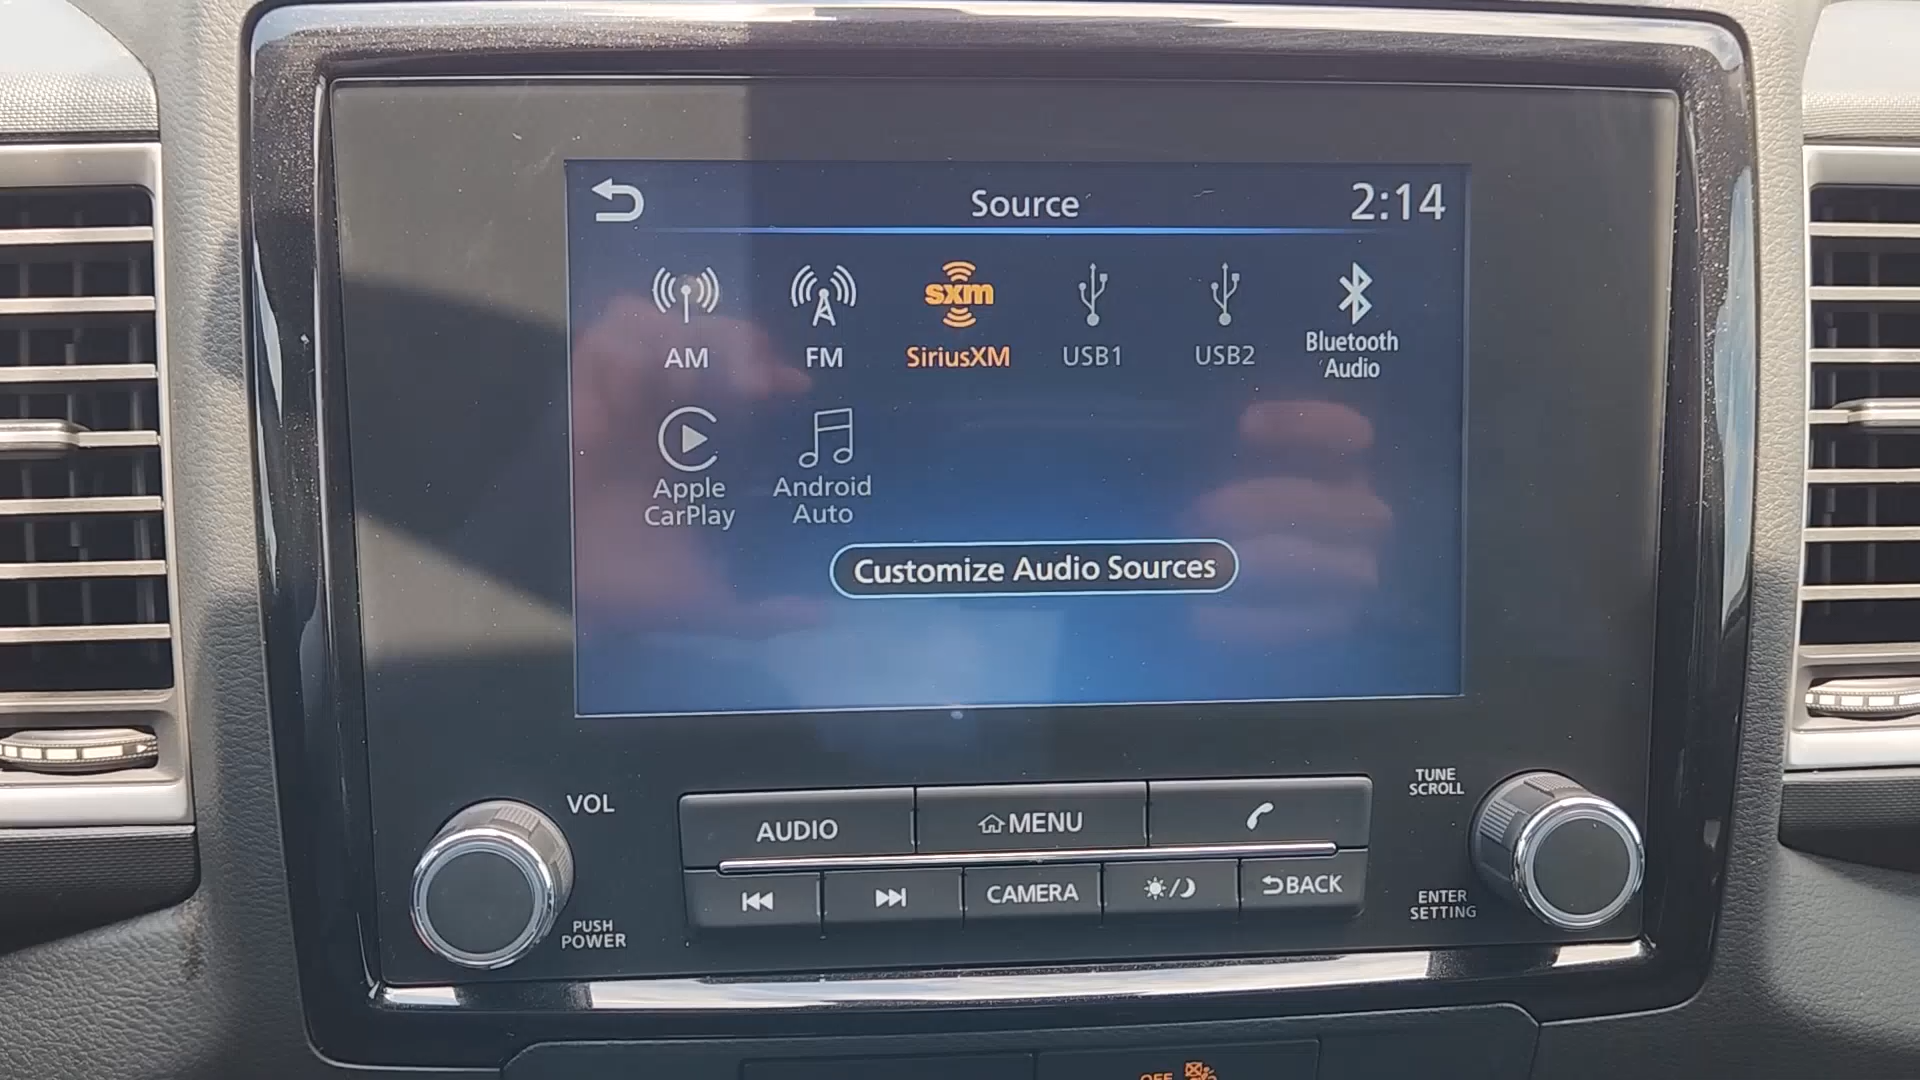 Source
2:14
sxm
AM
FM
SiriusXM
USB1
USB2
Bluetooth
Audio
Apple
CarPlay
Android
Auto
Customize Audio Sources
VOL
PUSH
POWER
AUDIO
MENU
CAMERA
BACK
TUNE
SCROLL
ENTER
SETTING
OFF